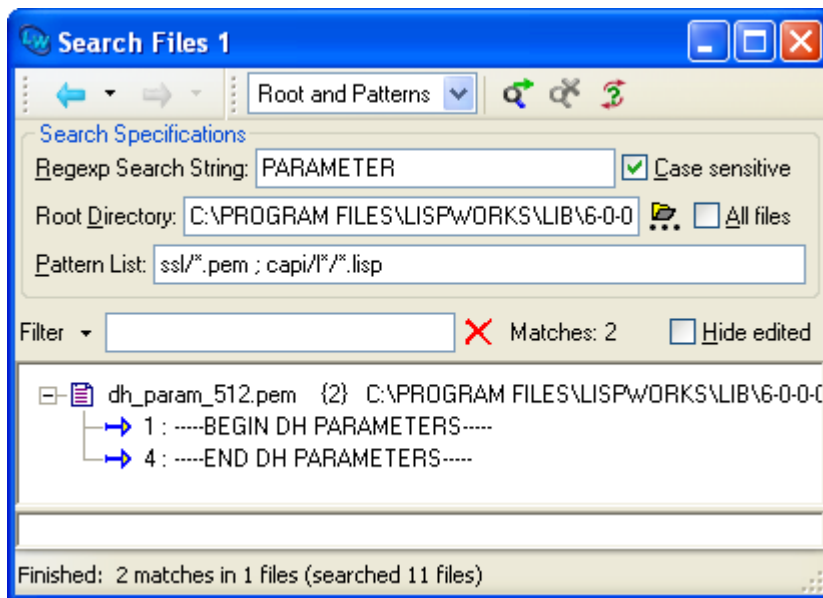 Search Files 1
Root and Patterns
Search Specifications
Regexp Search String: PARAMETER Case sensitive
Root Directory: C:\PROGRAM FILES\LISPWORKS\LIB\6-0-0 All files
Pattern List: ssl/*.pem ; capi/l*/*.lisp
Filter Matches: 2 Hide edited
dh_param_512.pem {2} C:\PROGRAM FILES\LISPWORKS\LIB\6-0-0-0
1 : -----BEGIN DH PARAMETERS-----
4 : -----END DH PARAMETERS-----
Finished: 2 matches in 1 files (searched 11 files)